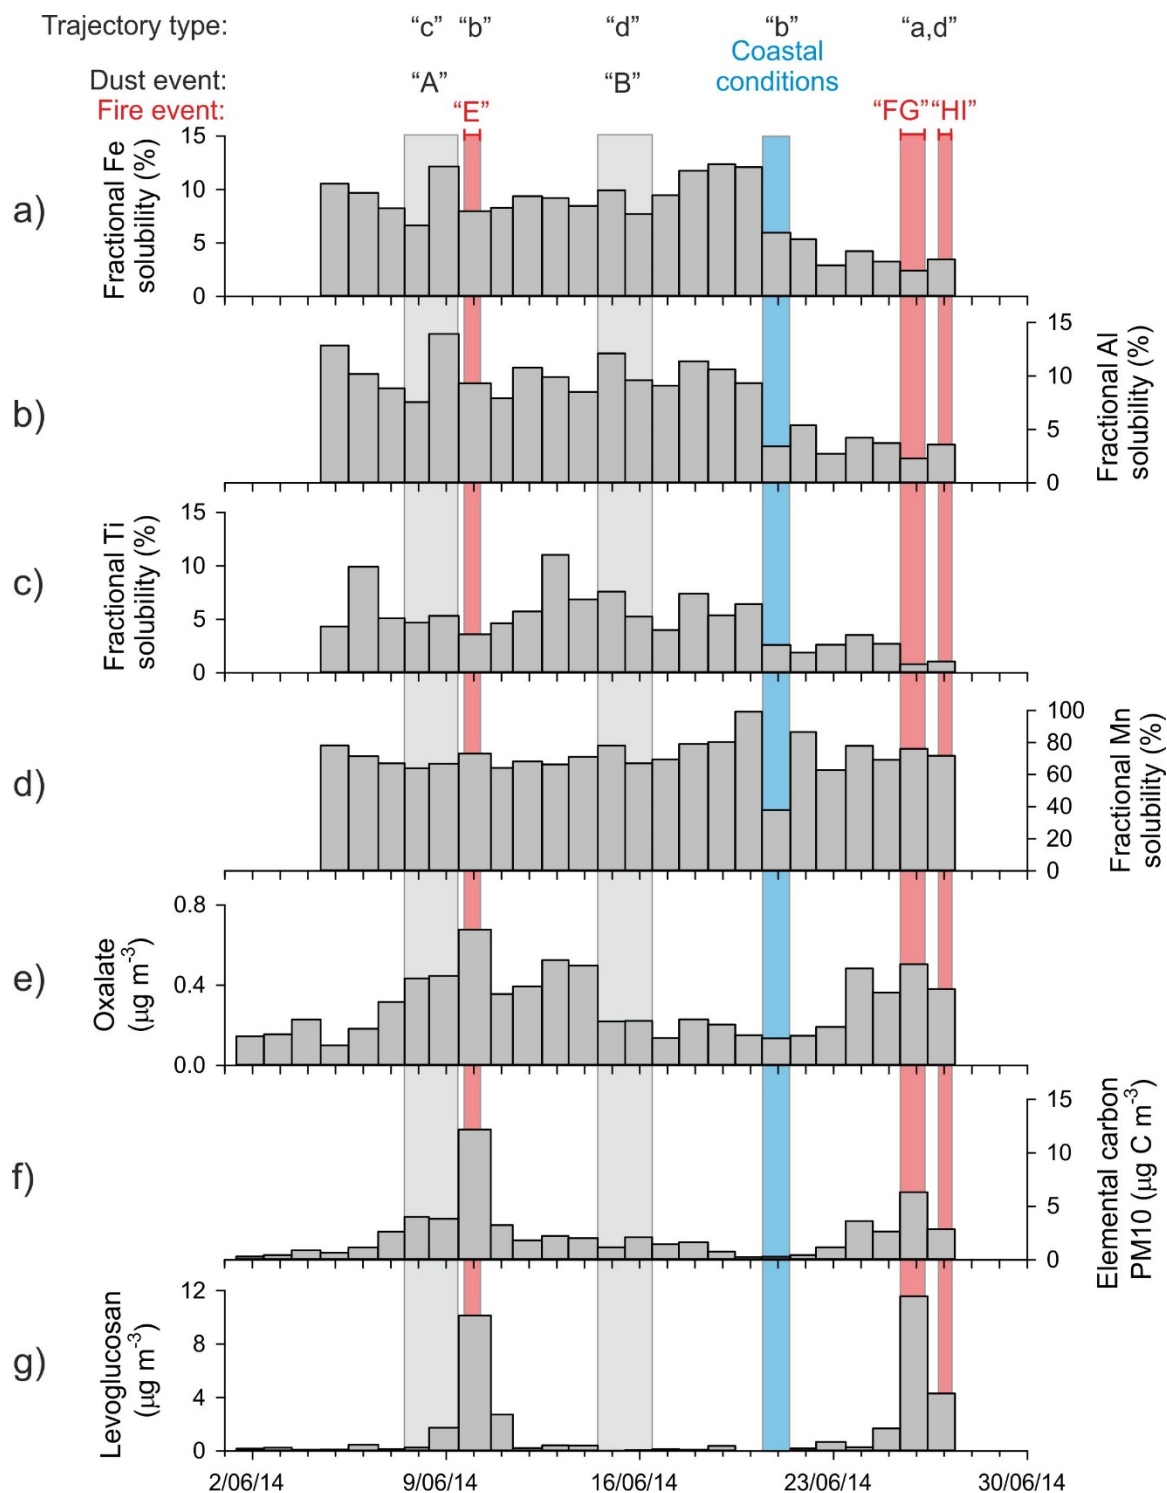 Trajectory type: “c” “b” “d” “b” “a,d”
Coastal
conditions
Dust event: “A” “B”
Fire event: “E” “FG” “HI”
a)
Fractional Fe
solubility (%)
15
10
5
0
b)
15
10
5
0
Fractional Al
solubility (%)
c)
Fractional Ti
solubility (%)
15
10
5
0
d)
100
80
60
40
20
0
Fractional Mn
solubility (%)
e)
Oxalate
(μg m⁻³)
0.8
0.4
0.0
f)
15
10
5
0
Elemental carbon
PM10 (μg C m⁻³)
g)
Levoglucosan
(μg m⁻³)
12
8
4
0
2/06/14 9/06/14 16/06/14 23/06/14 30/06/14